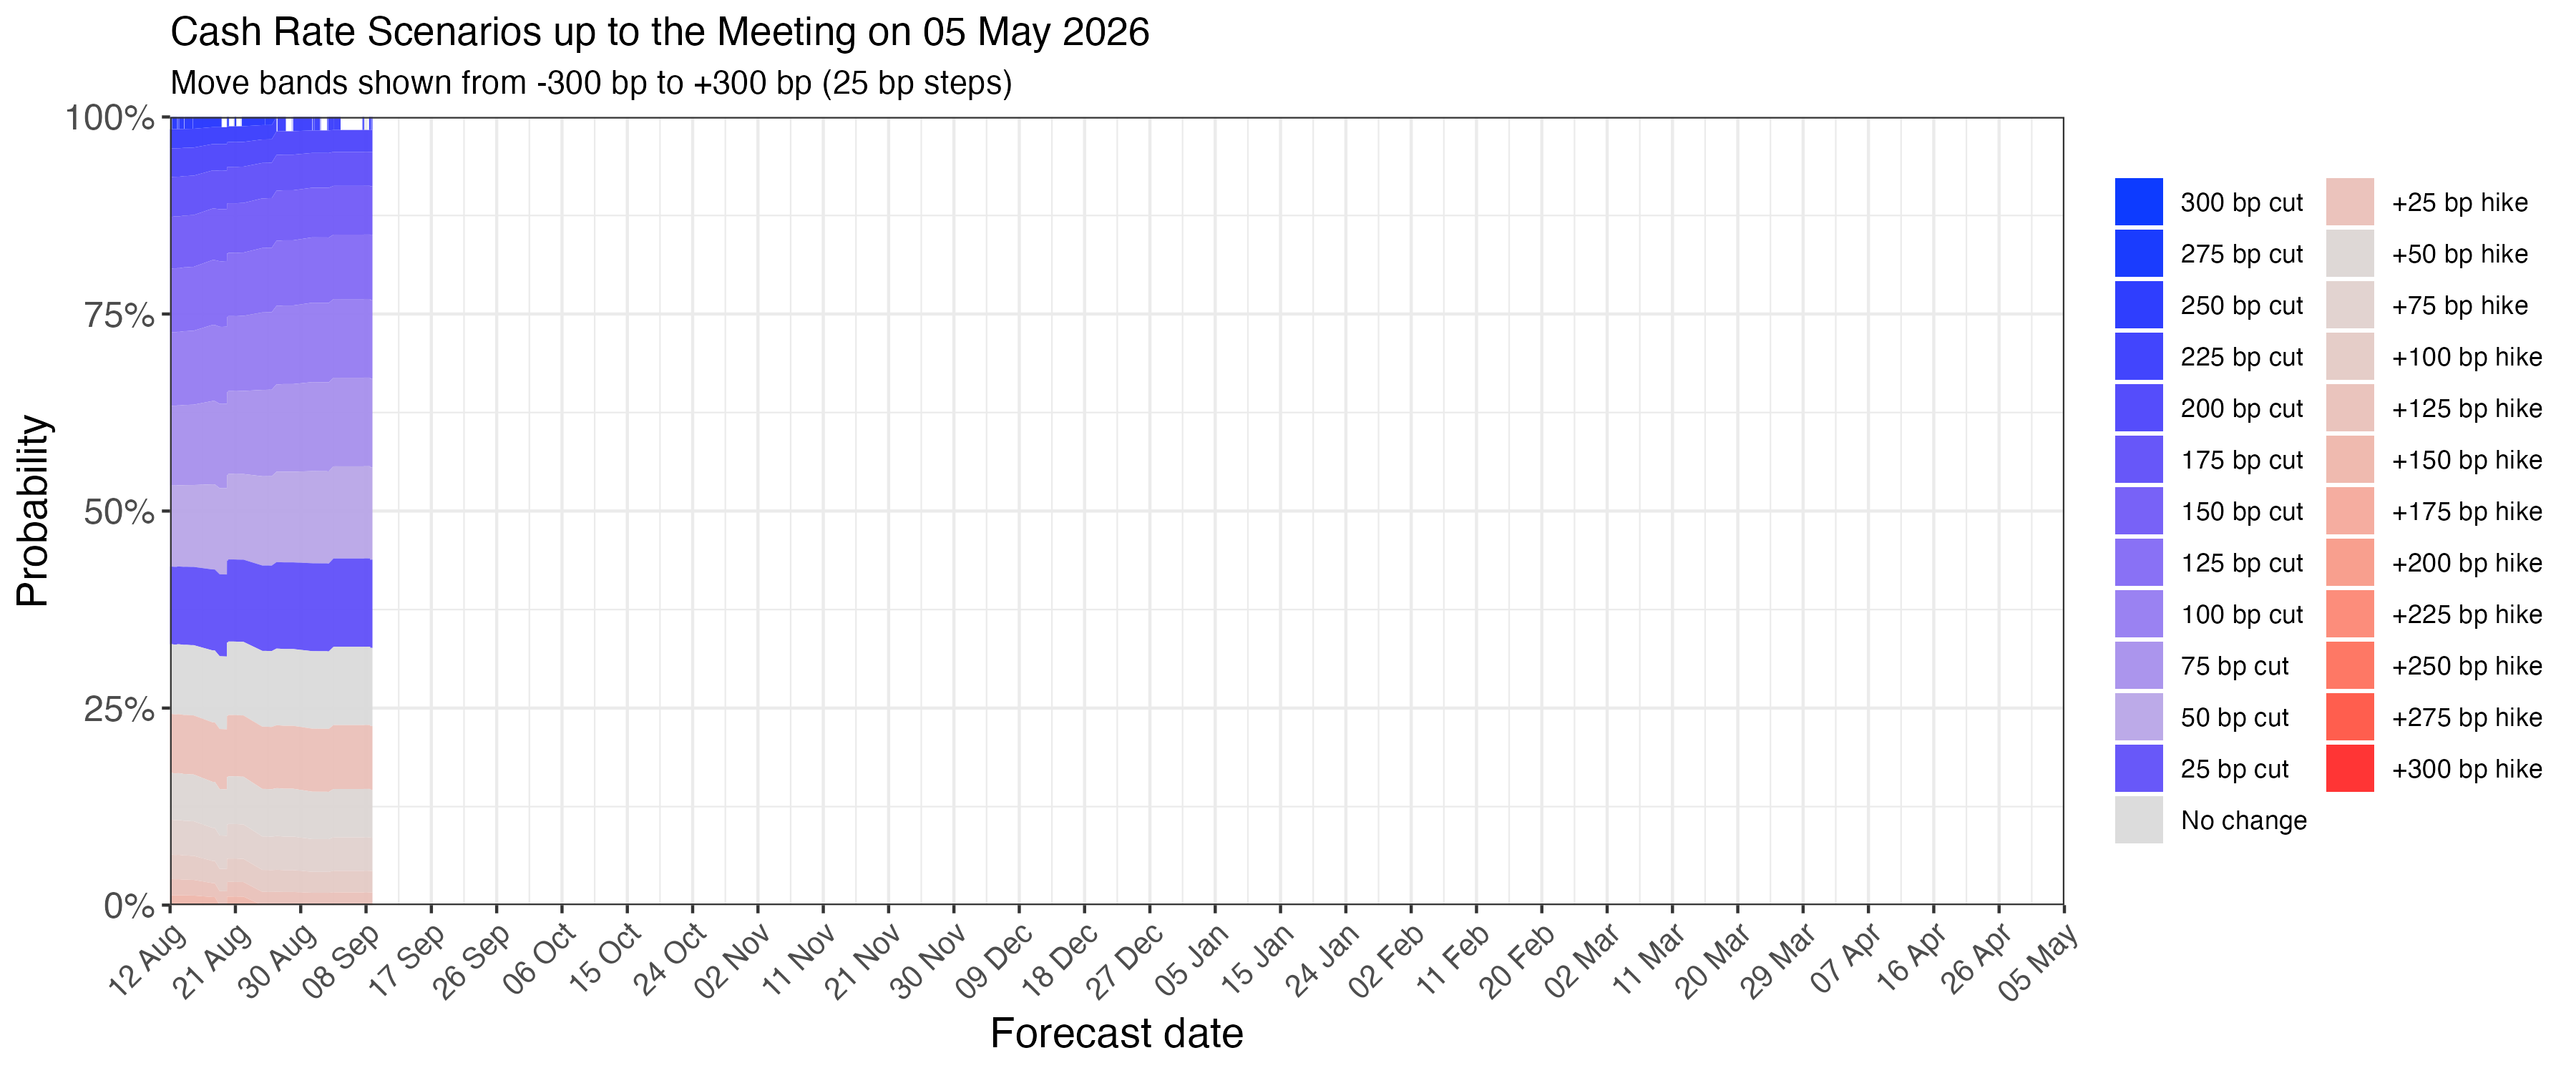 Cash Rate Scenarios up to the Meeting on 05 May 2026
Move bands shown from -300 bp to +300 bp (25 bp steps)
100%
75%
50%
25%
0%
Probability
12 Aug
21 Aug
30 Aug
08 Sep
17 Sep
26 Sep
06 Oct
15 Oct
24 Oct
02 Nov
11 Nov
21 Nov
30 Nov
09 Dec
18 Dec
27 Dec
05 Jan
15 Jan
24 Jan
02 Feb
11 Feb
20 Feb
02 Mar
11 Mar
20 Mar
29 Mar
07 Apr
16 Apr
26 Apr
05 May
Forecast date
300 bp cut
275 bp cut
250 bp cut
225 bp cut
200 bp cut
175 bp cut
150 bp cut
125 bp cut
100 bp cut
75 bp cut
50 bp cut
25 bp cut
No change
+25 bp hike
+50 bp hike
+75 bp hike
+100 bp hike
+125 bp hike
+150 bp hike
+175 bp hike
+200 bp hike
+225 bp hike
+250 bp hike
+275 bp hike
+300 bp hike